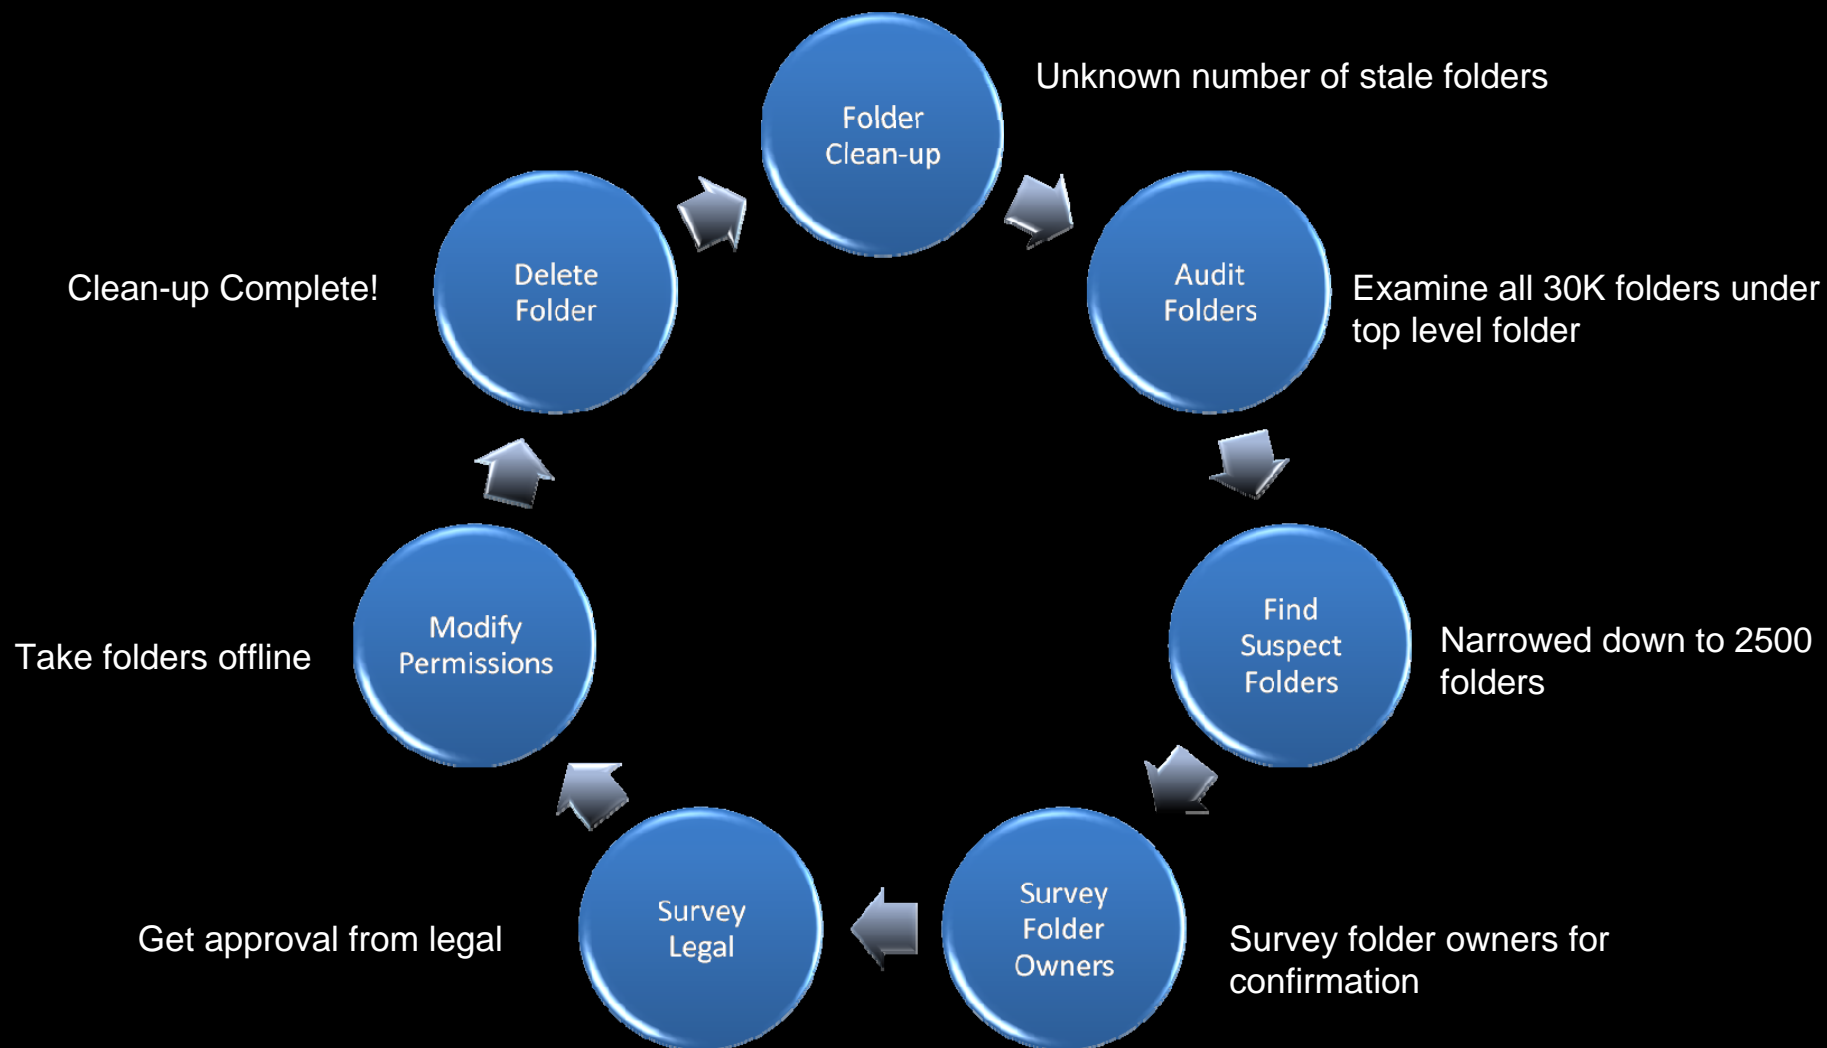 Folder
Clean-up
Unknown number of stale folders
Audit
Folders
Examine all 30K folders under
top level folder
Find
Suspect
Folders
Narrowed down to 2500
folders
Survey
Folder
Owners
Survey folder owners for
confirmation
Survey
Legal
Get approval from legal
Modify
Permissions
Take folders offline
Delete
Folder
Clean-up Complete!